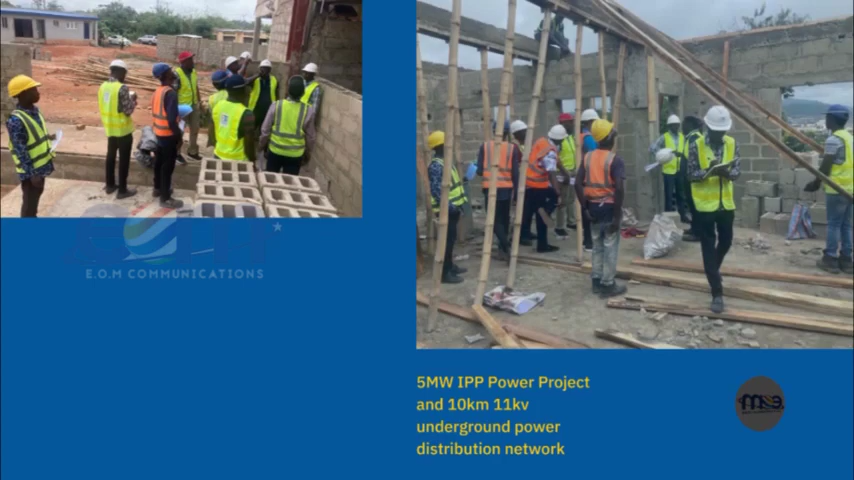 E.O.M COMMUNICATIONS
5MW IPP Power Project
and 10km 11kv
underground power
distribution network